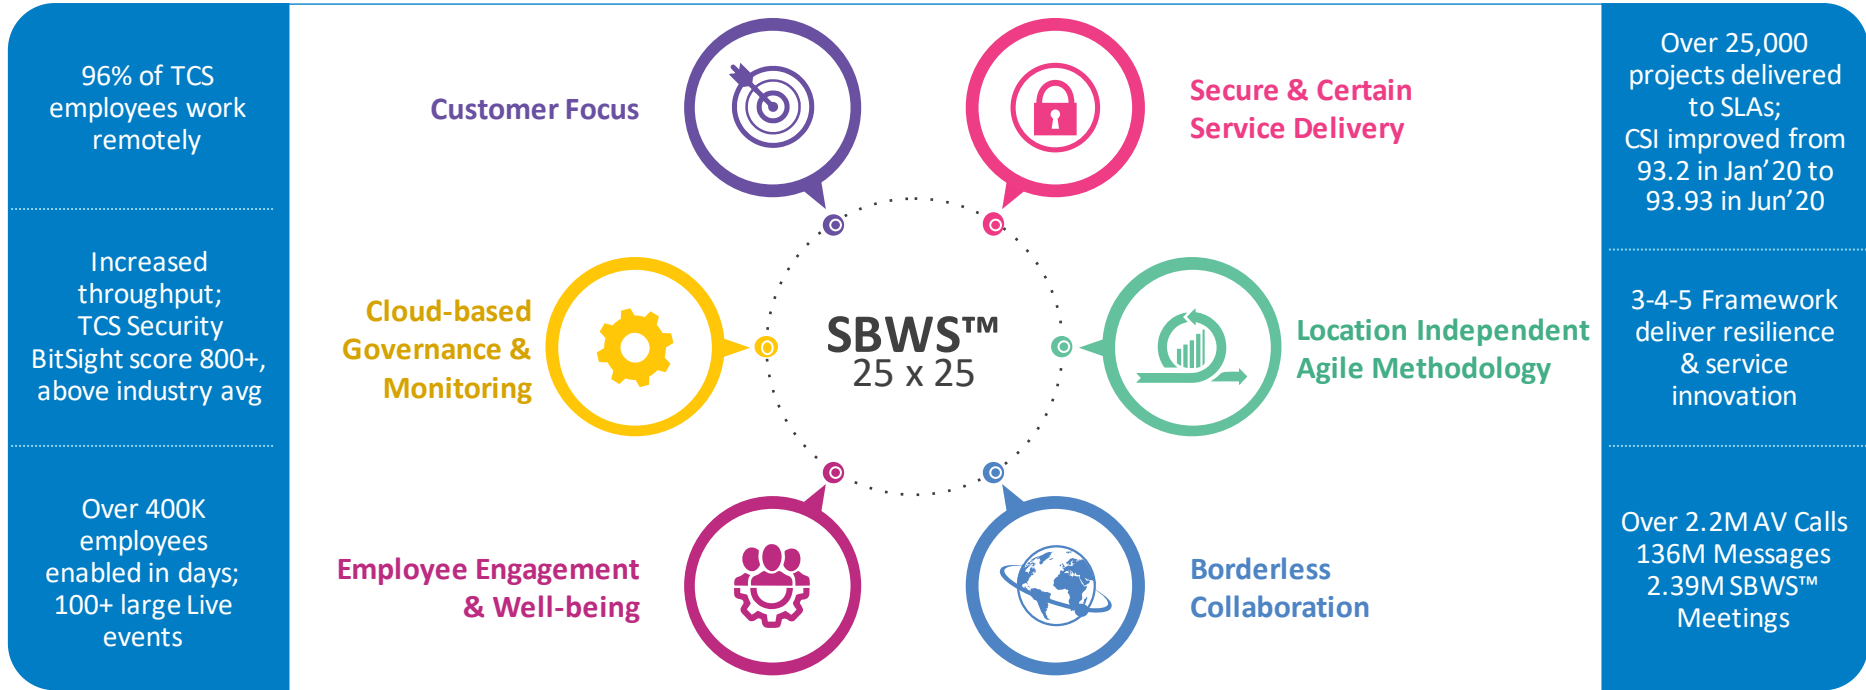 96% of TCS
employees work
remotely
Increased
throughput;
TCS Security
BitSight score 800+,
above industry avg
Over 400K
employees
enabled in days;
100+ large Live
events
Customer Focus
Secure & Certain
Service Delivery
Cloud-based
Governance &
Monitoring
SBWS™
25 x 25
Location Independent
Agile Methodology
Employee Engagement
& Well-being
Borderless
Collaboration
Over 25,000
projects delivered
to SLAs;
CSI improved from
93.2 in Jan’20 to
93.93 in Jun’20
3-4-5 Framework
deliver resilience
& service
innovation
Over 2.2M AV Calls
136M Messages
2.39M SBWS™
Meetings